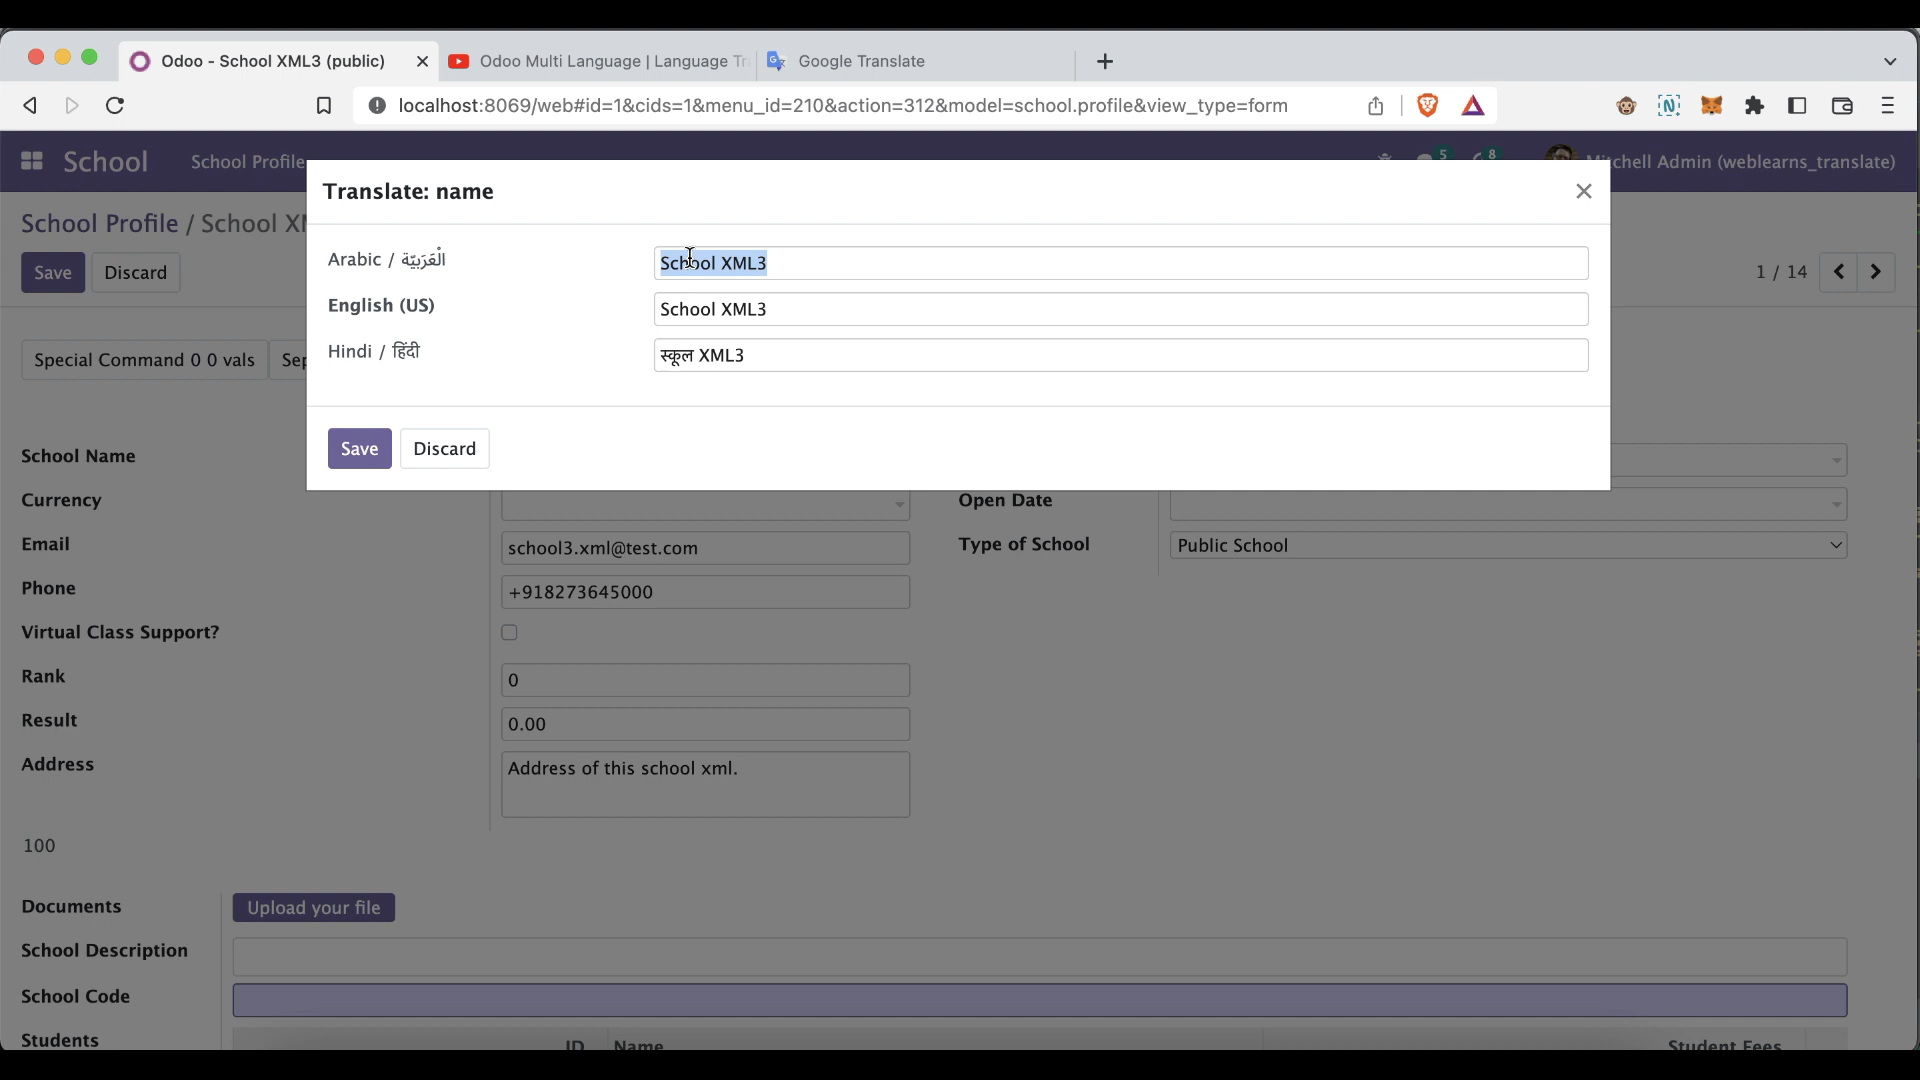 Odoo - School XML3 (public)
Odoo Multi Language | Language Tr
Google Translate
localhost:8069/web#id=1&cids=1&menu_id=210&action=312&model=school.profile&view_type=form
School
School Profile
5
8
Mitchell Admin (weblearns_translate)
Translate: name
School Profile / School XM
Save
Discard
1 / 14
Arabic / الْعَرَبيّة
School XML3
English (US)
School XML3
Hindi / हिंदी
स्कूल XML3
Special Command 0 0 vals
Sep
Save
Discard
School Name
Currency
Open Date
Email
school3.xml@test.com
Type of School
Public School
Phone
+918273645000
Virtual Class Support?
Rank
0
Result
0.00
Address
Address of this school xml.
100
Documents
Upload your file
School Description
School Code
Students
ID
Name
Student Fees